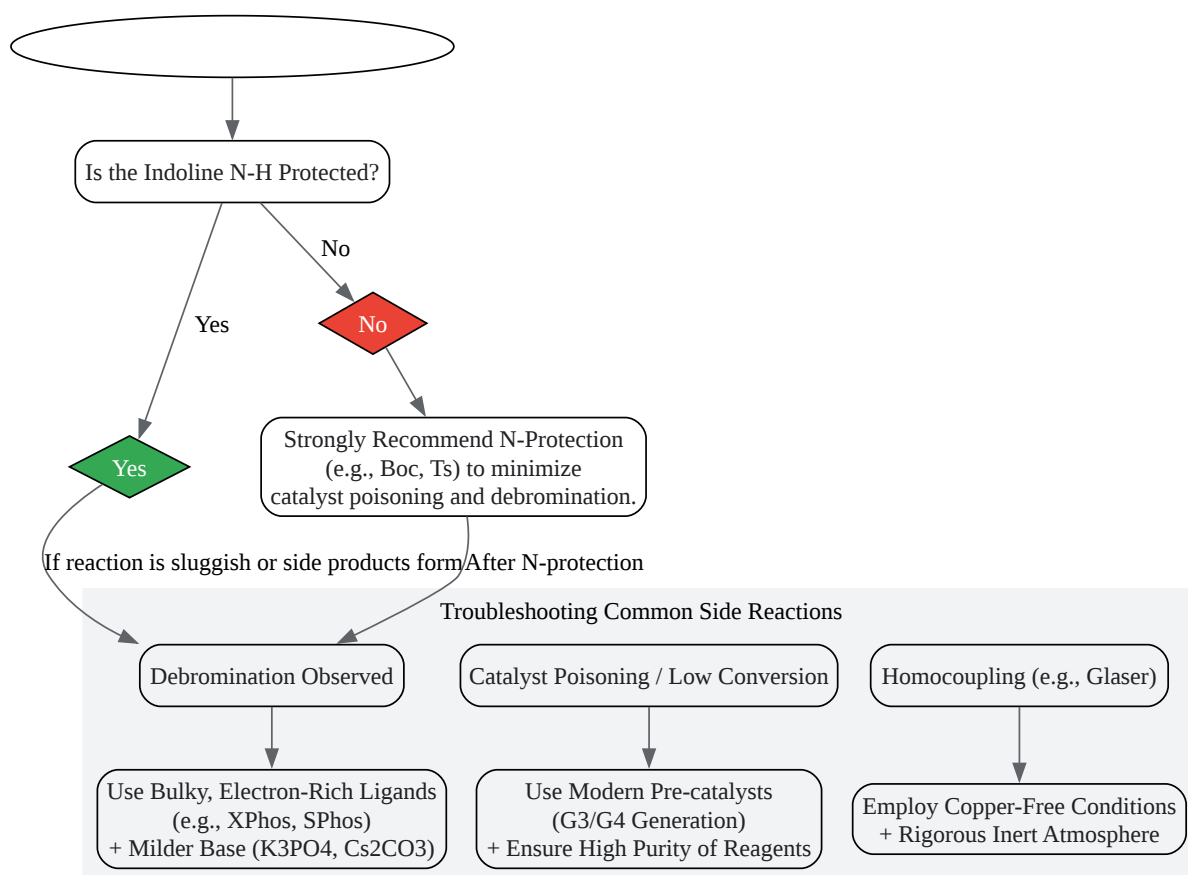 Is the Indoline N-H Protected?
No
Yes
No
Yes
Strongly Recommend N-Protection
(e.g., Boc, Ts) to minimize
catalyst poisoning and debromination.
If reaction is sluggish or side products form
After N-protection
Troubleshooting Common Side Reactions
Debromination Observed
Catalyst Poisoning / Low Conversion
Homocoupling (e.g., Glaser)
Use Bulky, Electron-Rich Ligands
(e.g., XPhos, SPhos)
+ Milder Base (K3PO4, Cs2CO3)
Use Modern Pre-catalysts
(G3/G4 Generation)
+ Ensure High Purity of Reagents
Employ Copper-Free Conditions
+ Rigorous Inert Atmosphere